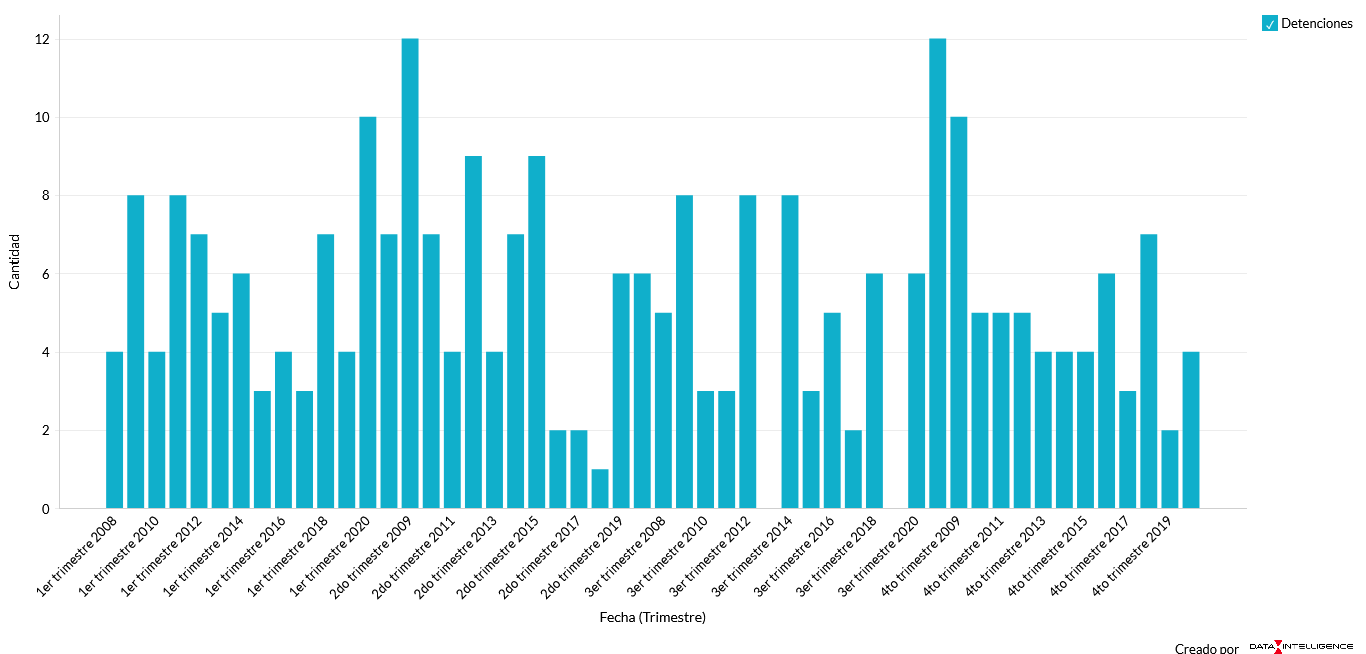 Detenciones
12
10
8
6
4
2
0
Cantidad
1er trimestre 2008
1er trimestre 2010
1er trimestre 2012
1er trimestre 2014
1er trimestre 2016
1er trimestre 2018
1er trimestre 2020
2do trimestre 2009
2do trimestre 2011
2do trimestre 2013
2do trimestre 2015
2do trimestre 2017
2do trimestre 2019
3er trimestre 2008
3er trimestre 2010
3er trimestre 2012
3er trimestre 2014
3er trimestre 2016
3er trimestre 2018
3er trimestre 2020
4to trimestre 2009
4to trimestre 2011
4to trimestre 2013
4to trimestre 2015
4to trimestre 2017
4to trimestre 2019
Fecha (Trimestre)
Creado por DATA INTELLIGENCE